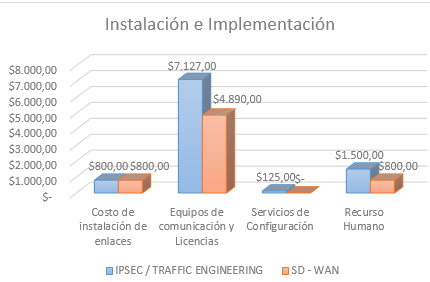 Instalación e Implementación
$8.000,00
$7.000,00
$6.000,00
$5.000,00
$4.000,00
$3.000,00
$2.000,00
$1.000,00
$-
$800,00 $800,00
$7.127,00
$4.890,00
$125,00 $-
$1.500,00
$800,00
Costo de
instalación de
enlaces
Equipos de
comunicación y
Licencias
Servicios de
Configuración
Recurso
Humano
IPSEC / TRAFFIC ENGINEERING
SD - WAN